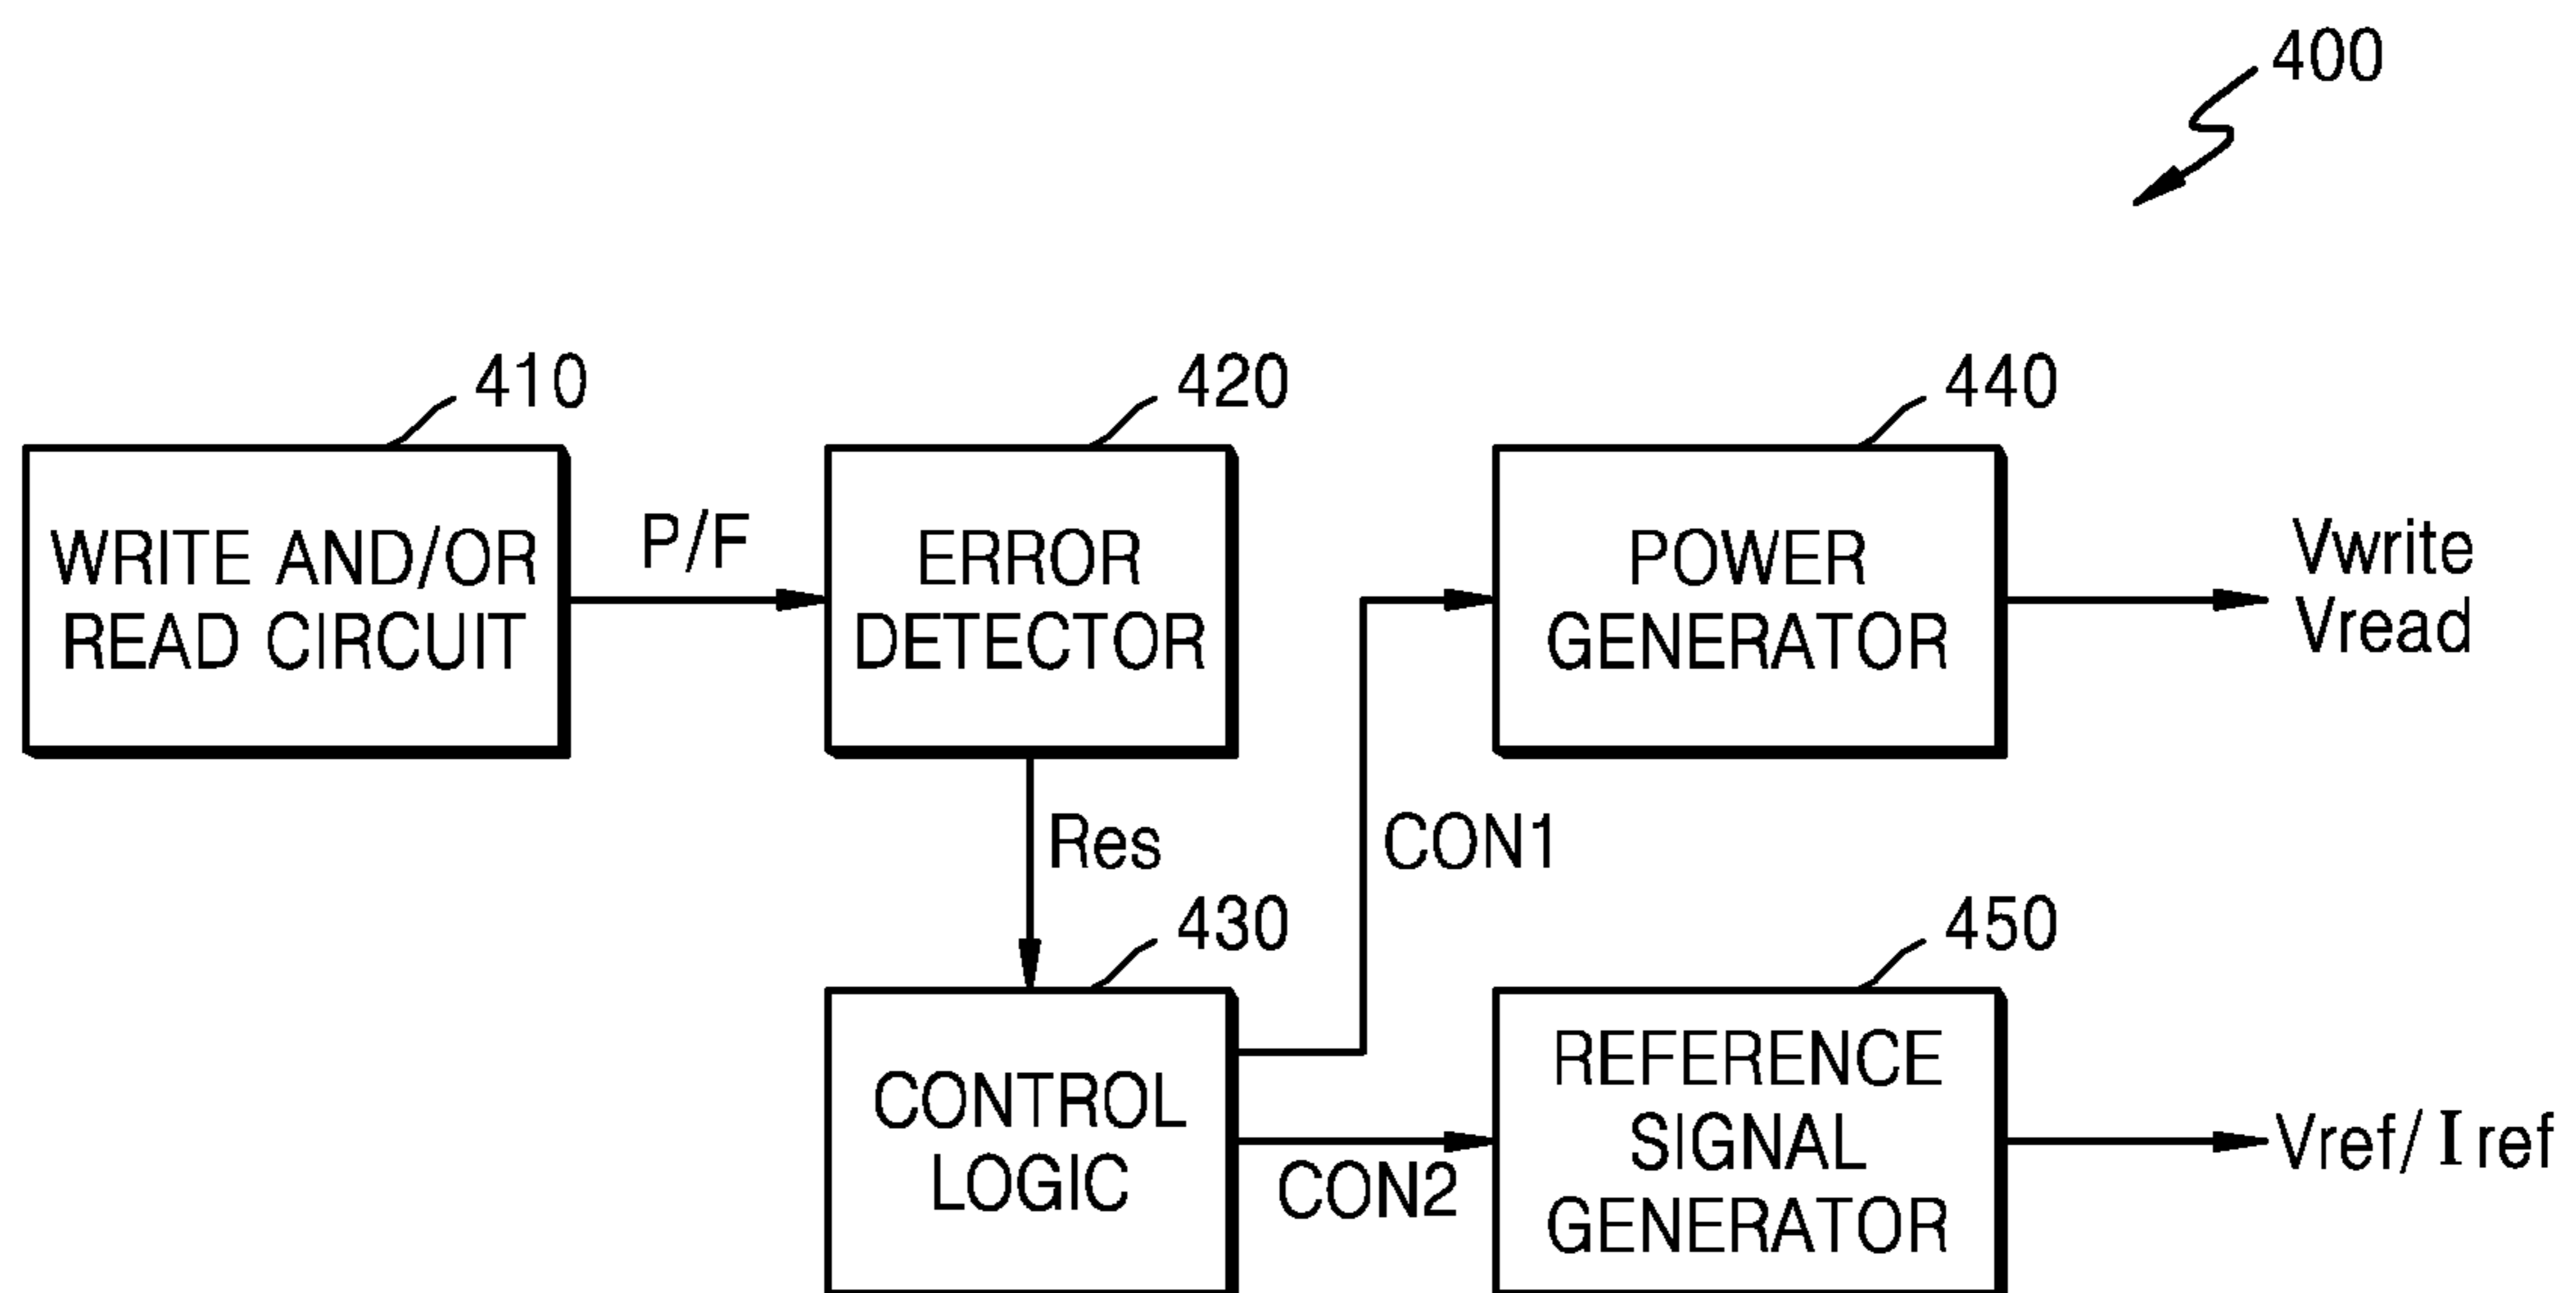 400
410
420
440
WRITE AND/OR
READ CIRCUIT
P/F
ERROR
DETECTOR
POWER
GENERATOR
Vwrite
Vread
Res
CON1
430
450
CONTROL
LOGIC
CON2
REFERENCE
SIGNAL
GENERATOR
Vref/Iref